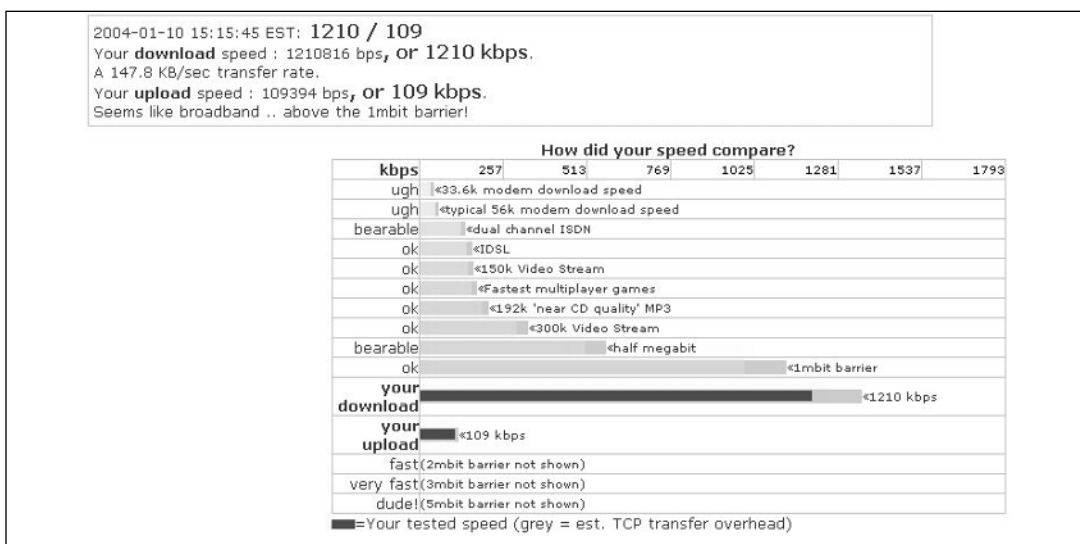 2004-01-10 15:15:45 EST: 1210 / 109
Your download speed : 1210816 bps, or 1210 kbps.
A 147.8 KB/sec transfer rate.
Your upload speed : 109394 bps, or 109 kbps.
Seems like broadband .. above the 1mbit barrier!
How did your speed compare?
kbps 257 513 769 1025 1281 1537 1793
ugh «33.6k modem download speed
ugh «typical 56k modem download speed
bearable «dual channel ISDN
ok «IDSL
ok «150k Video Stream
ok «Fastest multiplayer games
ok «192k 'near CD quality' MP3
ok «300k Video Stream
bearable «half megabit
ok «1mbit barrier
your
download «1210 kbps
your
upload «109 kbps
fast (2mbit barrier not shown)
very fast (3mbit barrier not shown)
dude! (5mbit barrier not shown)
=Your tested speed (grey = est. TCP transfer overhead)